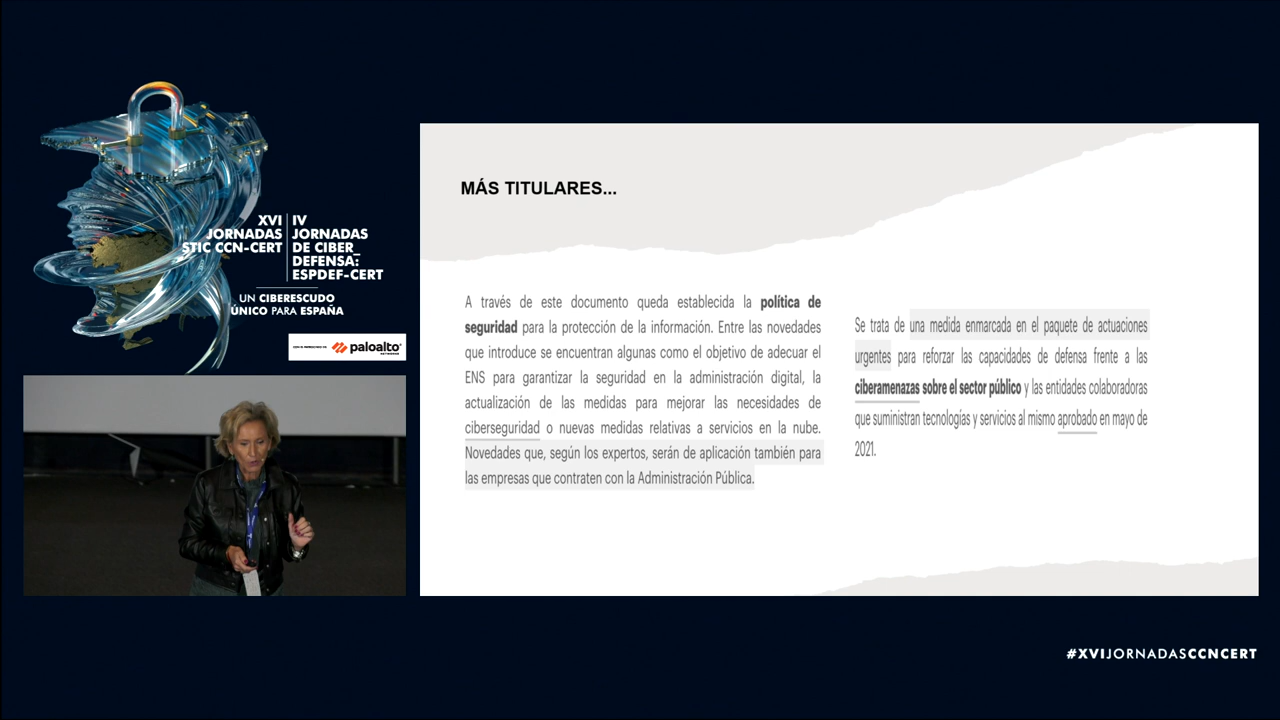 XVI
JORNADAS
STIC CCN-CERT
IV
JORNADAS
DE CIBER_
DEFENSA:
ESPDEF-CERT
UN CIBERESCUDO
ÚNICO PARA ESPAÑA
paloalto
NETWORKS
MÁS TITULARES...
A través de este documento queda establecida la política de
seguridad para la protección de la información. Entre las novedades
que introduce se encuentran algunas como el objetivo de adecuar el
ENS para garantizar la seguridad en la administración digital, la
actualización de las medidas para mejorar las necesidades de
ciberseguridad o nuevas medidas relativas a servicios en la nube.
Novedades que, según los expertos, serán de aplicación también para
las empresas que contraten con la Administración Pública.
Se trata de una medida enmarcada en el paquete de actuaciones
urgentes para reforzar las capacidades de defensa frente a las
ciberamenazas sobre el sector público y las entidades colaboradoras
que suministran tecnologías y servicios al mismo aprobado en mayo de
2021.
#XVIJORNADASCCNCERT